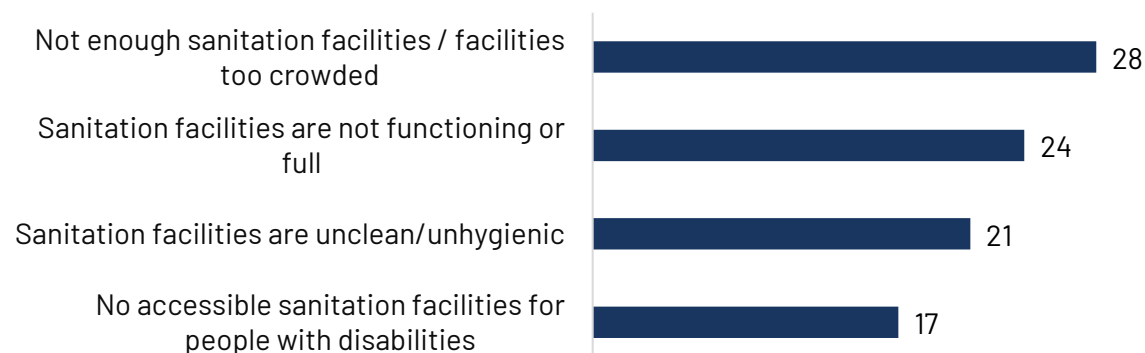 Not enough sanitation facilities / facilities
too crowded
28
Sanitation facilities are not functioning or
full
24
Sanitation facilities are unclean/unhygienic
21
No accessible sanitation facilities for
people with disabilities
17